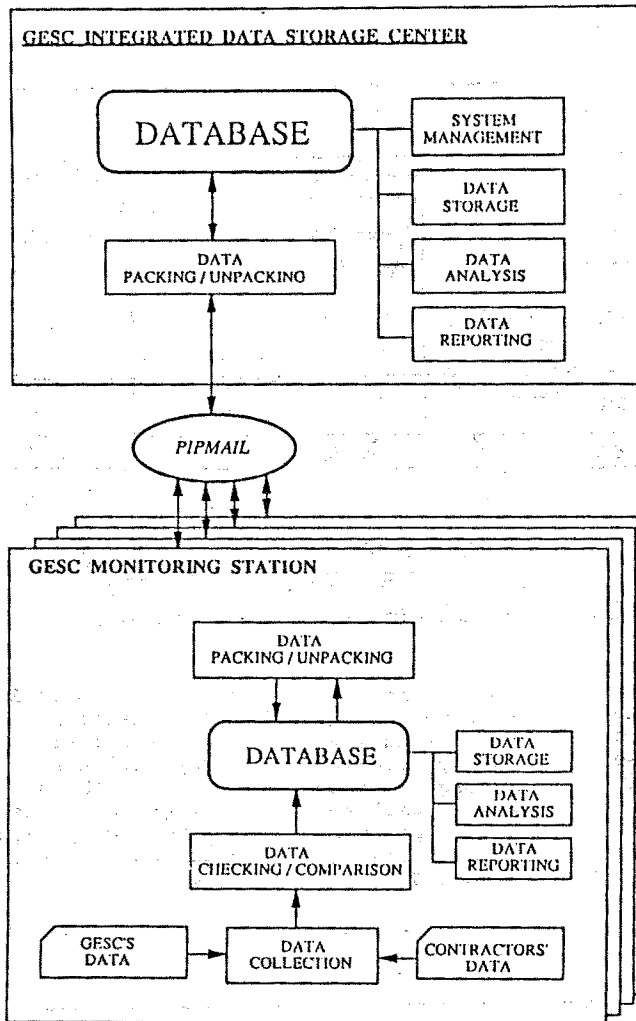 GESC INTEGRATED DATA STORAGE CENTER
DATABASE
SYSTEM
MANAGEMENT
DATA
STORAGE
DATA
PACKING / UNPACKING
DATA
ANALYSIS
DATA
REPORTING
PIPMAIL
GESC MONITORING STATION
DATA
PACKING / UNPACKING
DATABASE
DATA
STORAGE
DATA
ANALYSIS
DATA
REPORTING
DATA
CHECKING / COMPARISON
GESC'S
DATA
DATA
COLLECTION
CONTRACTORS'
DATA